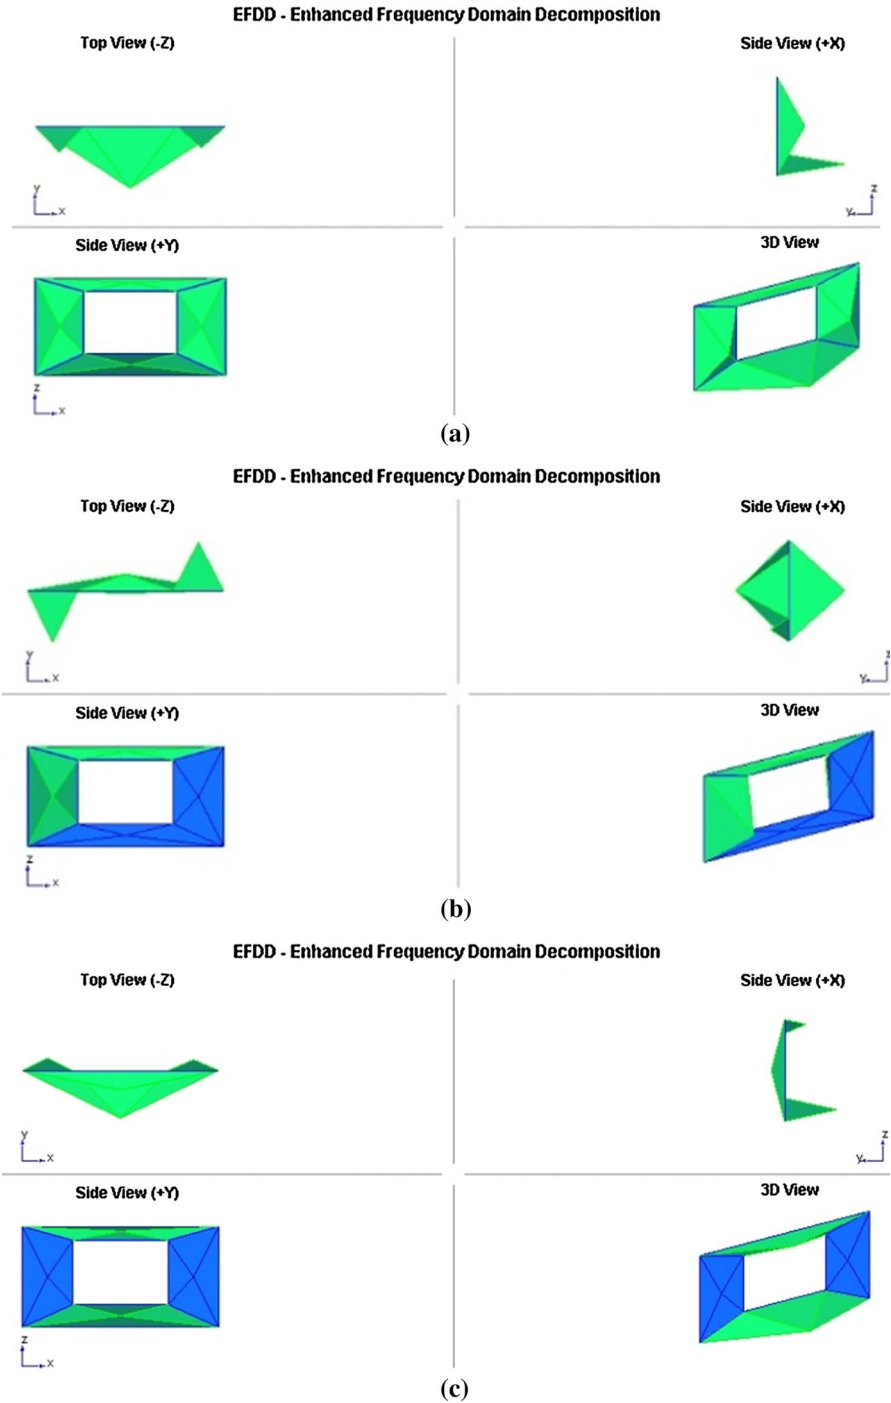 EFDD - Enhanced Frequency Domain Decomposition
Top View (-Z)
Side View (+X)
y
x
z
y
Side View (+Y)
3D View
z
x
(a)
EFDD - Enhanced Frequency Domain Decomposition
Top View (-Z)
Side View (+X)
y
x
z
y
Side View (+Y)
3D View
z
x
(b)
EFDD - Enhanced Frequency Domain Decomposition
Top View (-Z)
Side View (+X)
y
x
z
y
Side View (+Y)
3D View
z
x
(c)